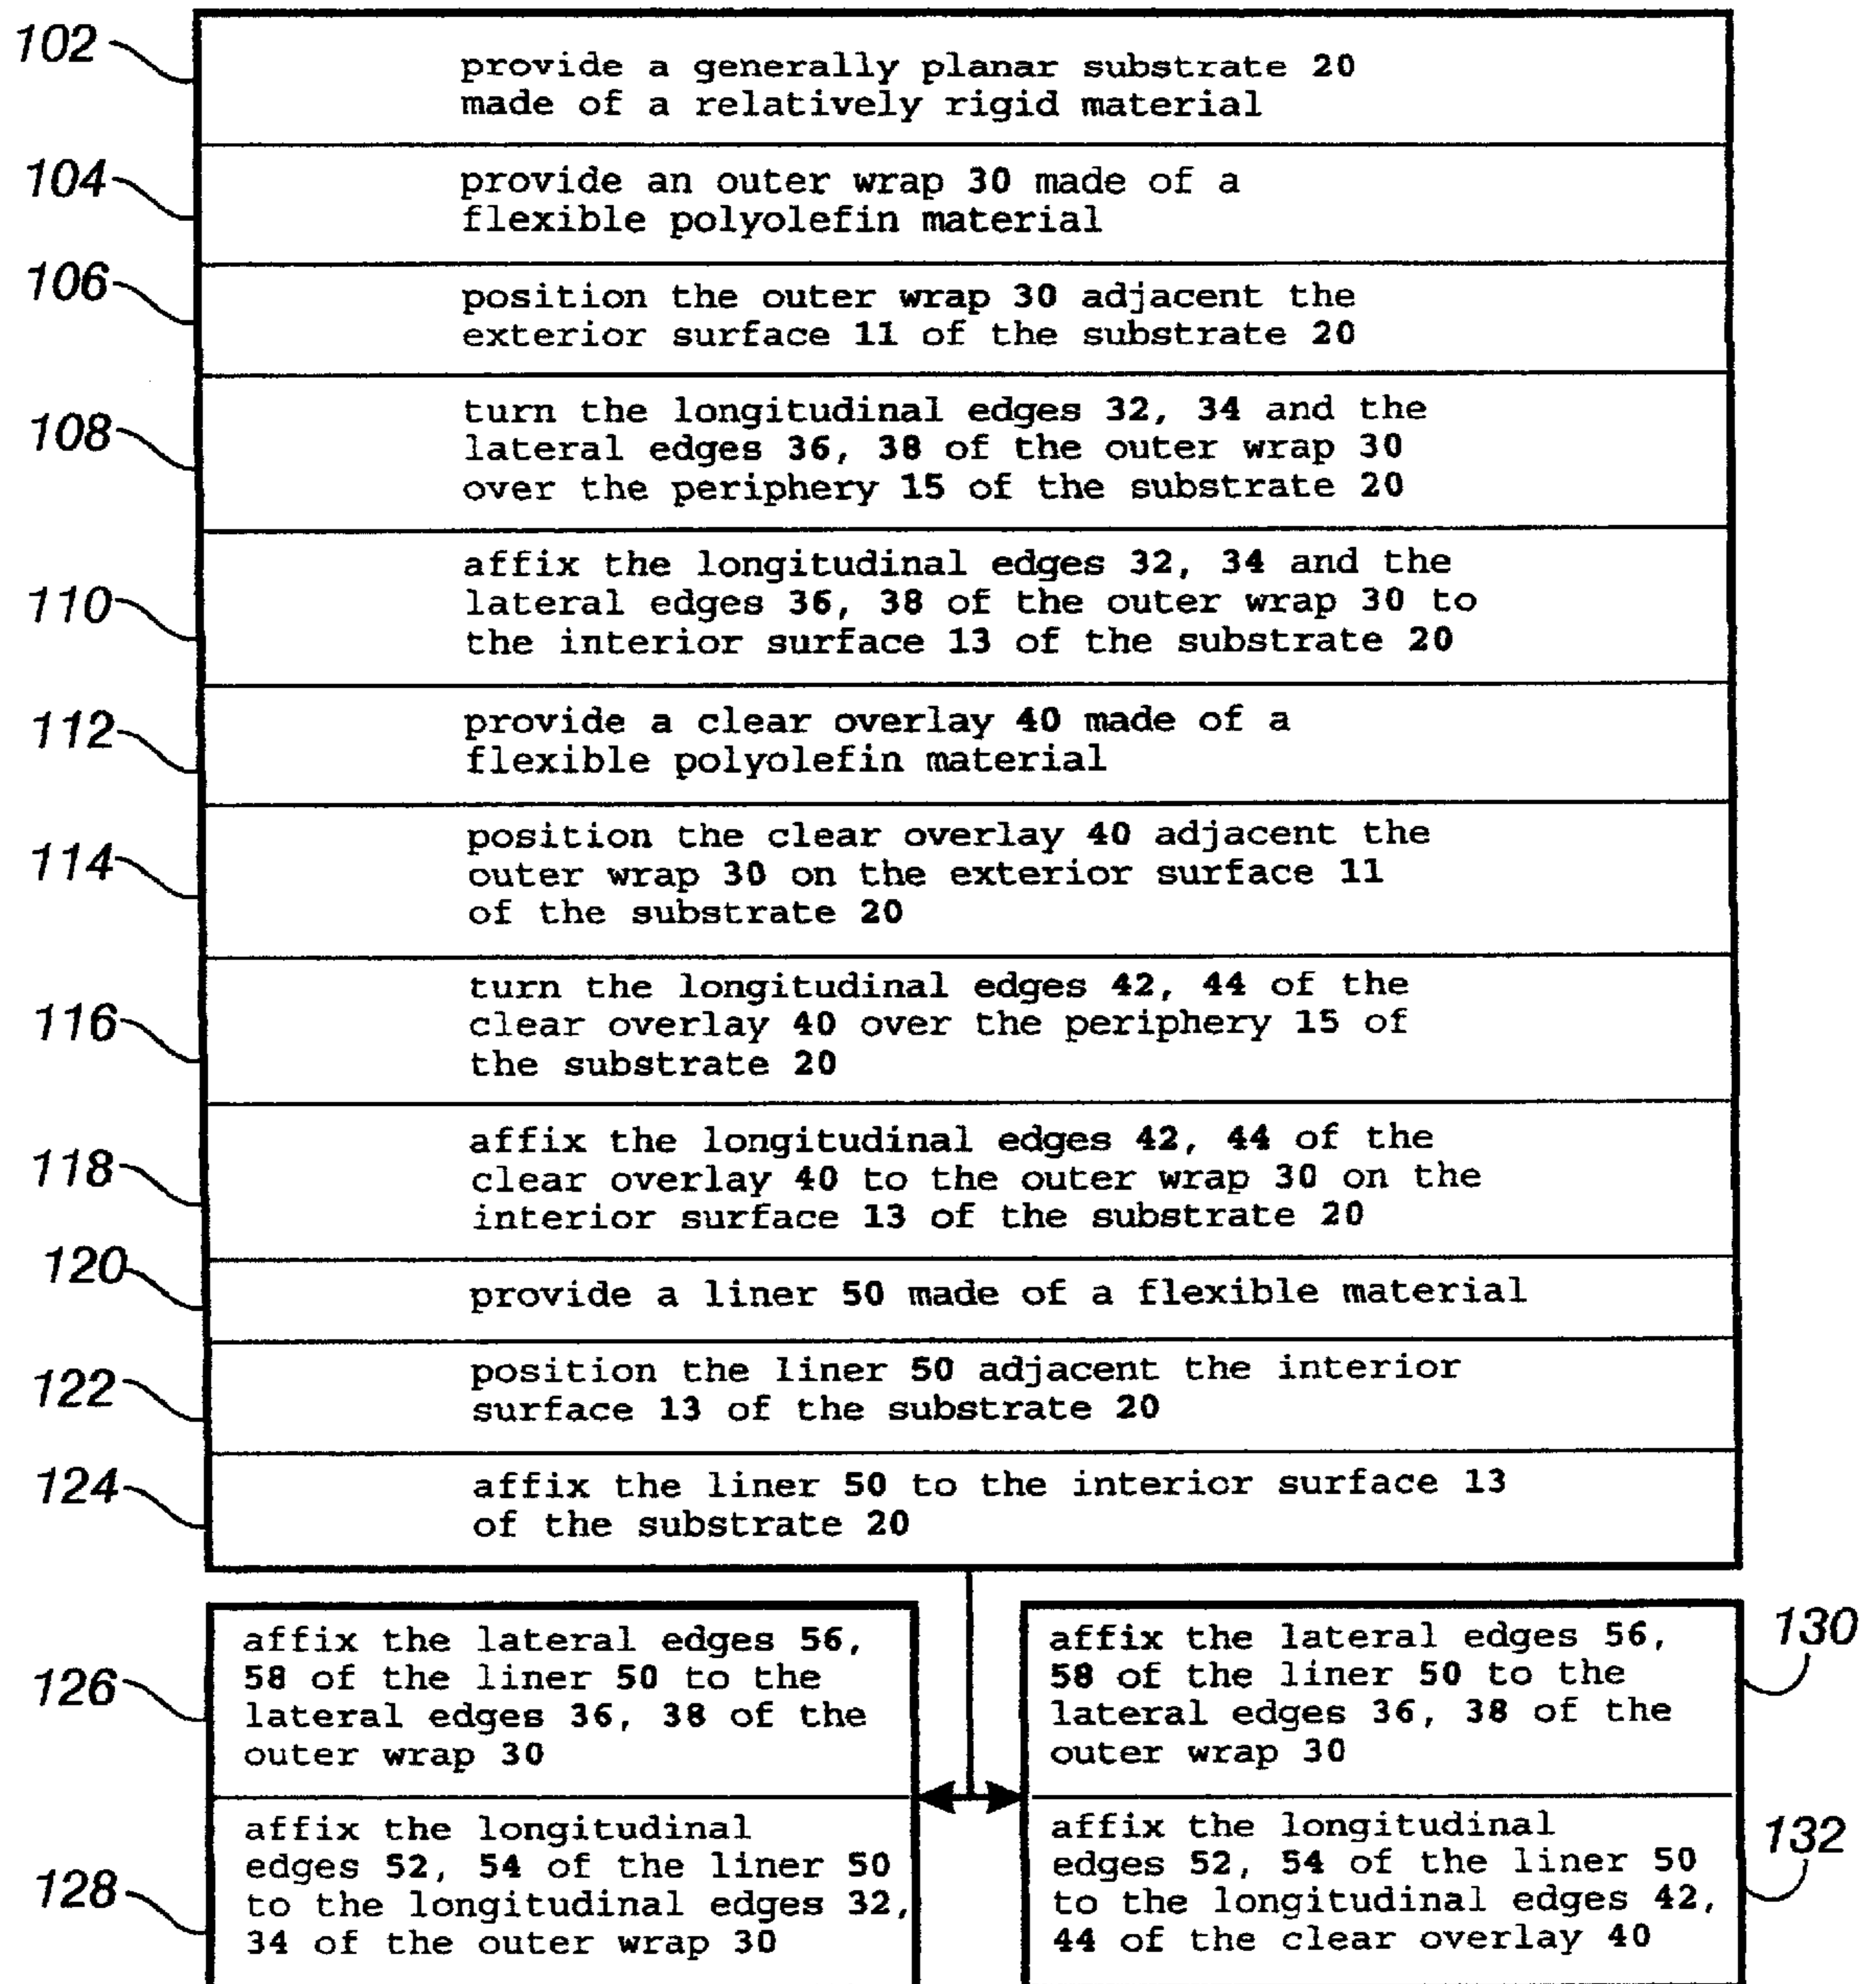 102
provide a generally planar substrate 20
made of a relatively rigid material
104
provide an outer wrap 30 made of a
flexible polyolefin material
106
position the outer wrap 30 adjacent the
exterior surface 11 of the substrate 20
108
turn the longitudinal edges 32, 34 and the
lateral edges 36, 38 of the outer wrap 30
over the periphery 15 of the substrate 20
110
affix the longitudinal edges 32, 34 and the
lateral edges 36, 38 of the outer wrap 30 to
the interior surface 13 of the substrate 20
112
provide a clear overlay 40 made of a
flexible polyolefin material
114
position the clear overlay 40 adjacent the
outer wrap 30 on the exterior surface 11
of the substrate 20
116
turn the longitudinal edges 42, 44 of the
clear overlay 40 over the periphery 15 of
the substrate 20
118
affix the longitudinal edges 42, 44 of the
clear overlay 40 to the outer wrap 30 on the
interior surface 13 of the substrate 20
120
provide a liner 50 made of a flexible material
122
position the liner 50 adjacent the interior
surface 13 of the substrate 20
124
affix the liner 50 to the interior surface 13
of the substrate 20
126
affix the lateral edges 56,
58 of the liner 50 to the
lateral edges 36, 38 of the
outer wrap 30
128
affix the longitudinal
edges 52, 54 of the liner 50
to the longitudinal edges 32,
34 of the outer wrap 30
130
affix the lateral edges 56,
58 of the liner 50 to the
lateral edges 36, 38 of the
outer wrap 30
132
affix the longitudinal
edges 52, 54 of the liner 50
to the longitudinal edges 42,
44 of the clear overlay 40